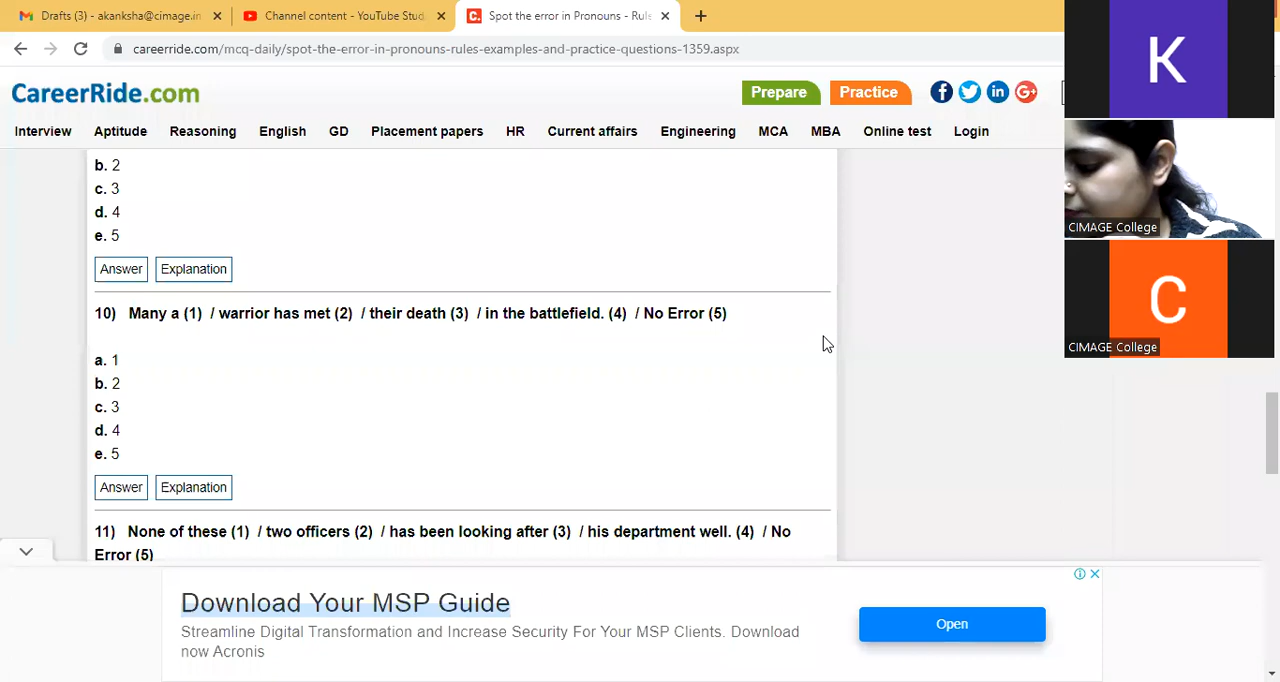 Drafts (3) - akanksha@cimage.in
Channel content - YouTube Stud
Spot the error in Pronouns - Rule
careerride.com/mcq-daily/spot-the-error-in-pronouns-rules-examples-and-practice-questions-1359.aspx
CareerRide.com
Prepare
Practice
Interview
Aptitude
Reasoning
English
GD
Placement papers
HR
Current affairs
Engineering
MCA
MBA
Online test
Login
b. 2
c. 3
d. 4
e. 5
Answer
Explanation
10) Many a (1) / warrior has met (2) / their death (3) / in the battlefield. (4) / No Error (5)
a. 1
b. 2
c. 3
d. 4
e. 5
Answer
Explanation
11) None of these (1) / two officers (2) / has been looking after (3) / his department well. (4) / No
Error (5)
Download Your MSP Guide
Streamline Digital Transformation and Increase Security For Your MSP Clients. Download
now Acronis
Open
K
CIMAGE College
C
CIMAGE College